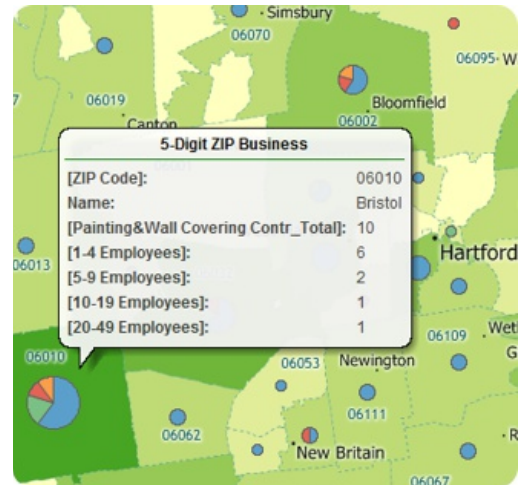 Simsbury
06070
06095
W
06019
Bloomfield
Canton
06002
5-Digit ZIP Business
[ZIP Code]: 06010
Name: Bristol
[Painting&Wall Covering Contr_Total]: 10
[1-4 Employees]: 6
[5-9 Employees]: 2
[10-19 Employees]: 1
[20-49 Employees]: 1
Hartford
06013
06109
Wet
06010
06053
Newington
G
06111
06062
New Britain
R
06067